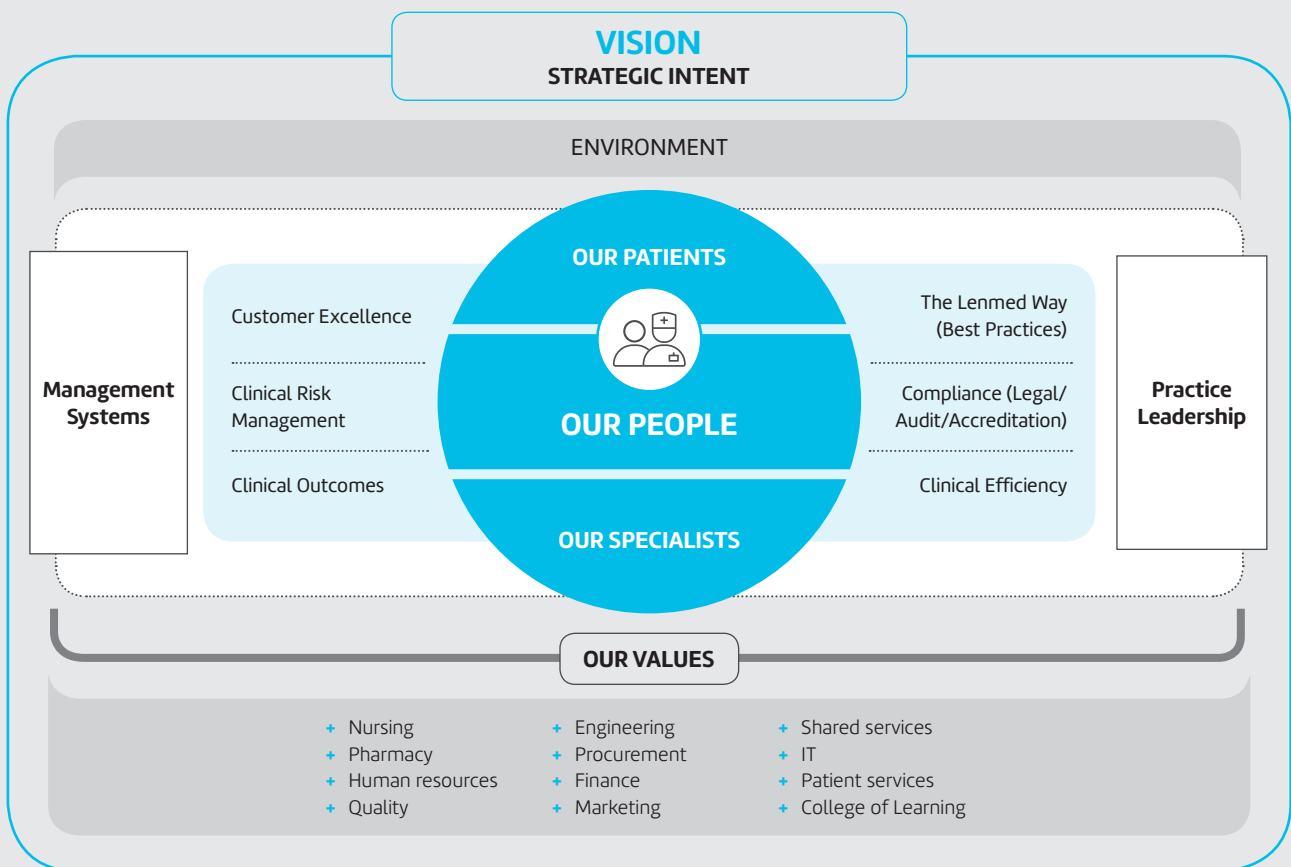 VISION
STRATEGIC INTENT
ENVIRONMENT
Management
Systems
Customer Excellence
Clinical Risk
Management
Clinical Outcomes
OUR PATIENTS
OUR PEOPLE
OUR SPECIALISTS
The Lenmed Way
(Best Practices)
Compliance (Legal/
Audit/Accreditation)
Clinical Efficiency
Practice
Leadership
OUR VALUES
+ Nursing
+ Pharmacy
+ Human resources
+ Quality
+ Engineering
+ Procurement
+ Finance
+ Marketing
+ Shared services
+ IT
+ Patient services
+ College of Learning